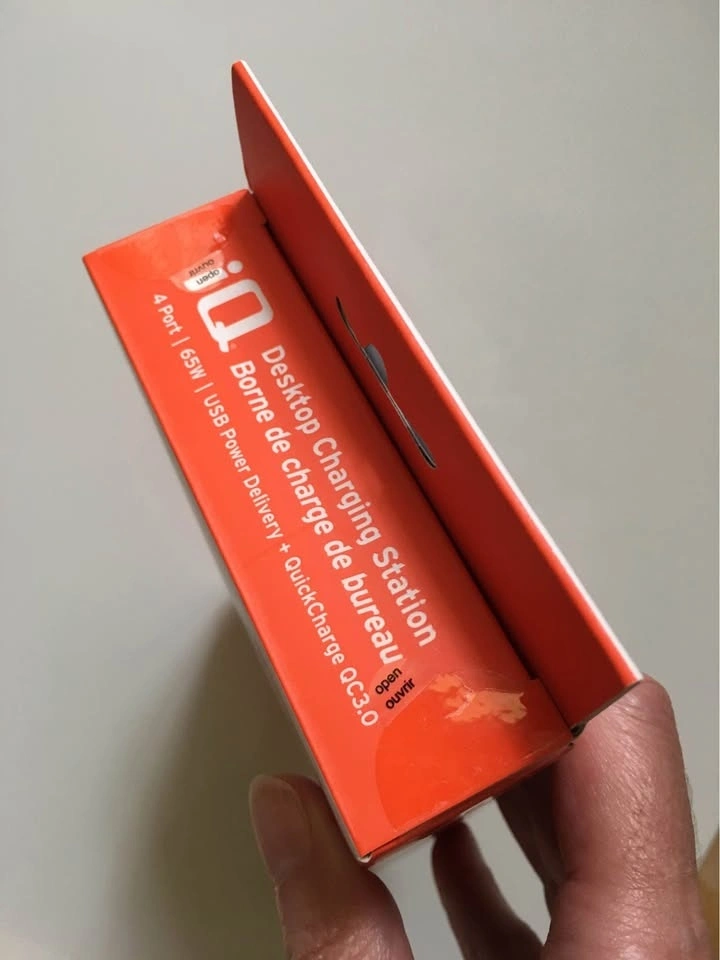 iQ
Desktop Charging Station
Borne de charge de bureau
4 Port | 65W | USB Power Delivery + QuickCharge QC3.0
open
ouvrir
open
ouvrir